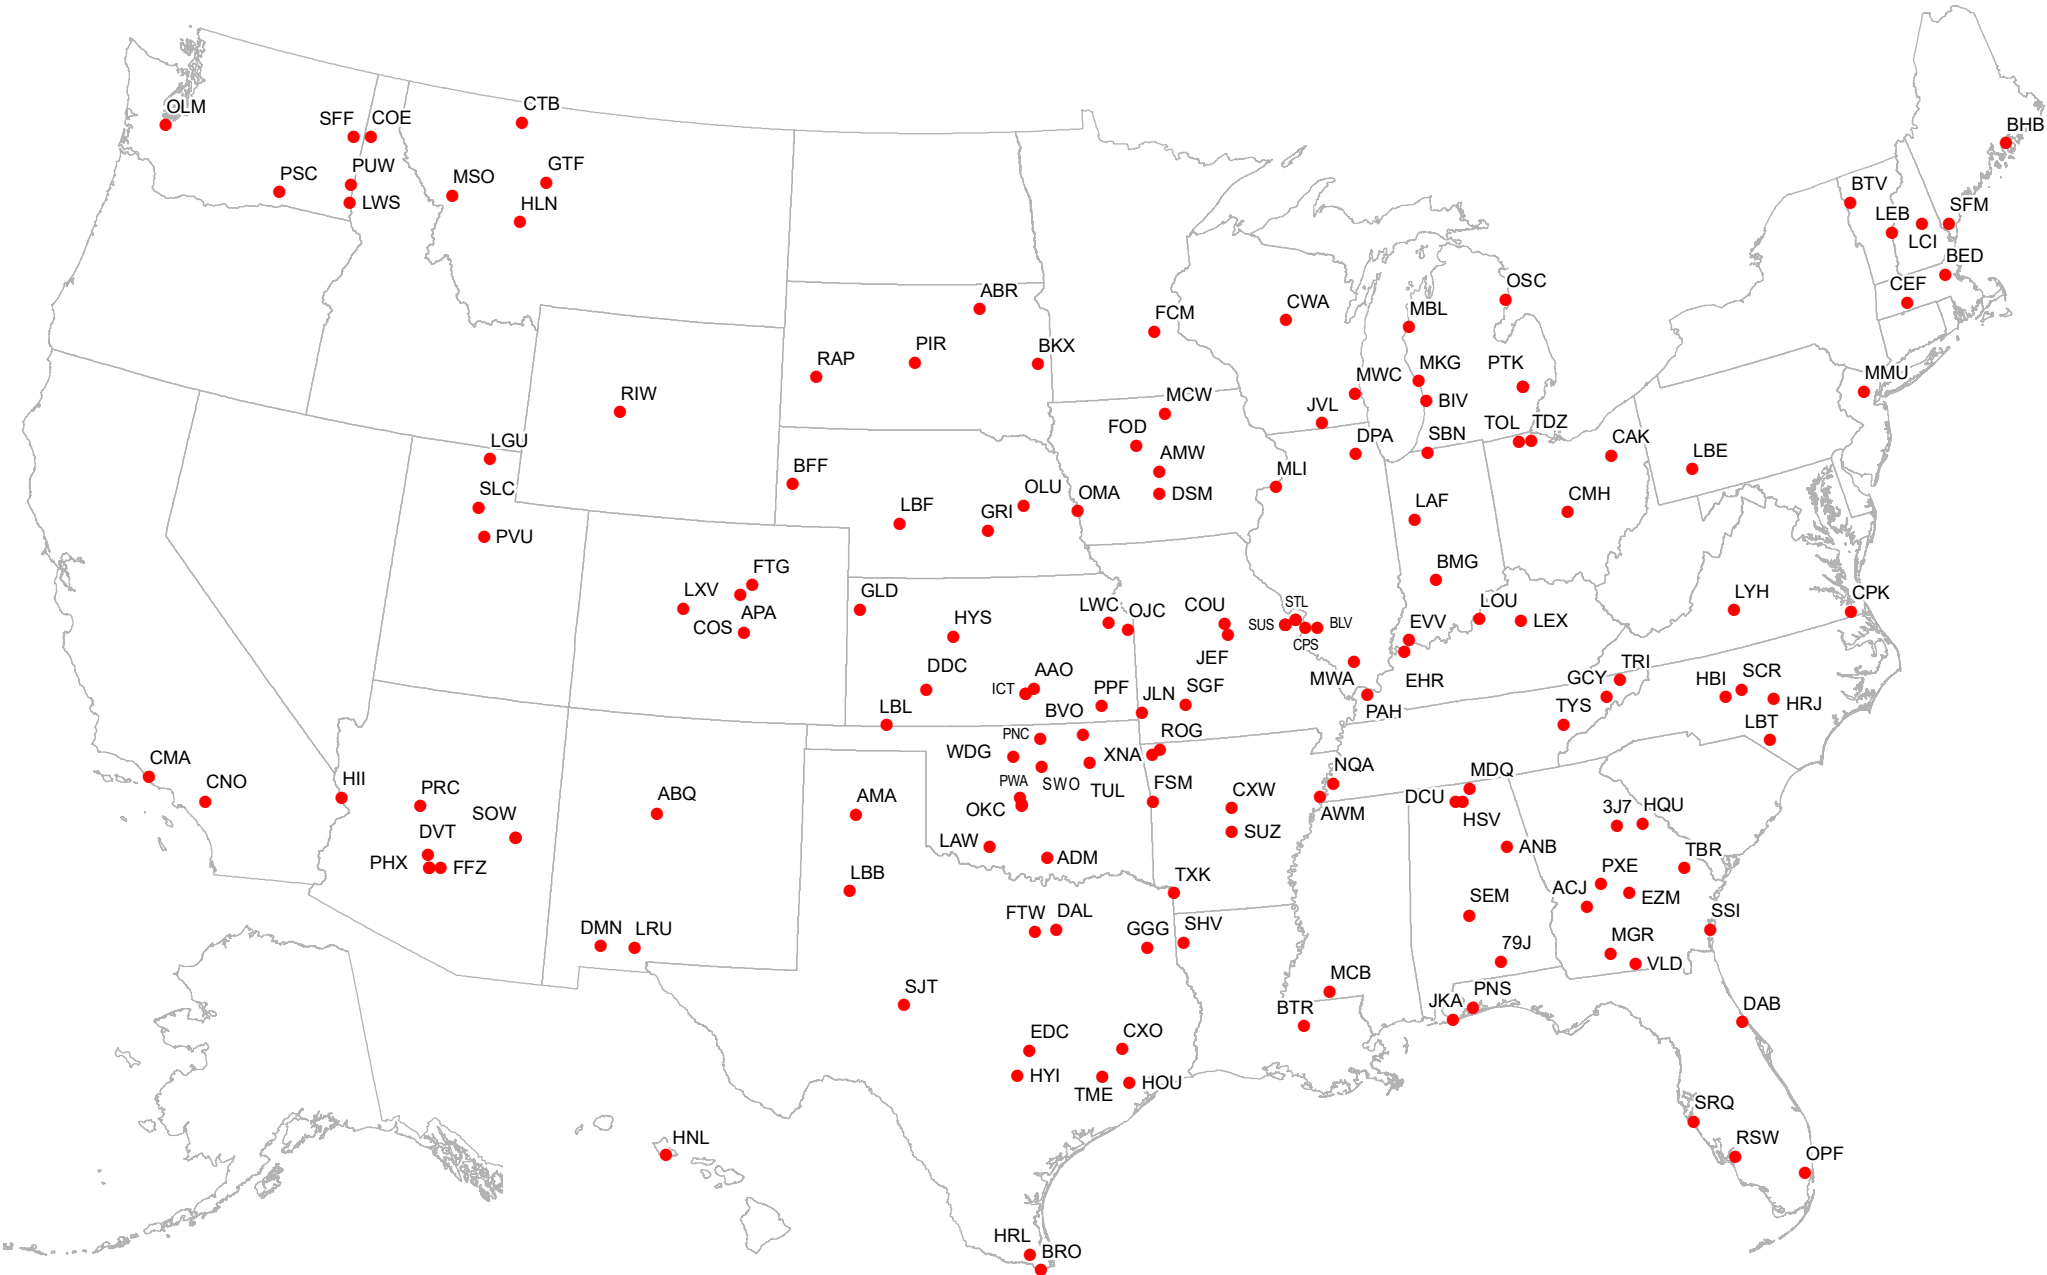 OLM
SFF
COE
CTB
BHB
PSC
PUW
MSO
GTF
LWS
HLN
BTV
LEB
SFM
LCI
BED
CEF
ABR
OSC
FCM
CWA
MBL
RAP
PIR
BKX
MWC
MKG
PTK
MMU
RIW
MCW
BIV
JVL
FOD
TOL
TDZ
LGU
DPA
SBN
CAK
LBE
BFF
AMW
MLI
SLC
LBF
GRI
OLU
OMA
DSM
LAF
CMH
PVU
FTG
BMG
LXV
APA
COS
GLD
HYS
LWC
OJC
COU
STL
SUS
CPS
BLV
EVV
LOU
LEX
LYH
CPK
DDC
ICT
AAO
JEF
MWA
EHR
GCY
TRI
HBI
SCR
HRJ
LBL
BVO
PPF
JLN
SGF
PAH
TYS
LBT
PNC
WDG
XNA
ROG
CMA
CNO
HII
PRC
SOW
ABQ
AMA
PWA
SWO
TUL
OKC
FSM
CXW
NQA
AWM
MDQ
DCU
HSV
3J7
HQU
DVT
PHX
FFZ
LAW
ADM
SUZ
ANB
TBR
LBB
TXK
PXE
ACJ
EZM
SEM
SSI
DMN
LRU
FTW
DAL
GGG
SHV
79J
MGR
VLD
SJT
MCB
BTR
JKA
PNS
DAB
EDC
CXO
HYI
TME
HOU
HNL
SRQ
RSW
OPF
HRL
BRO